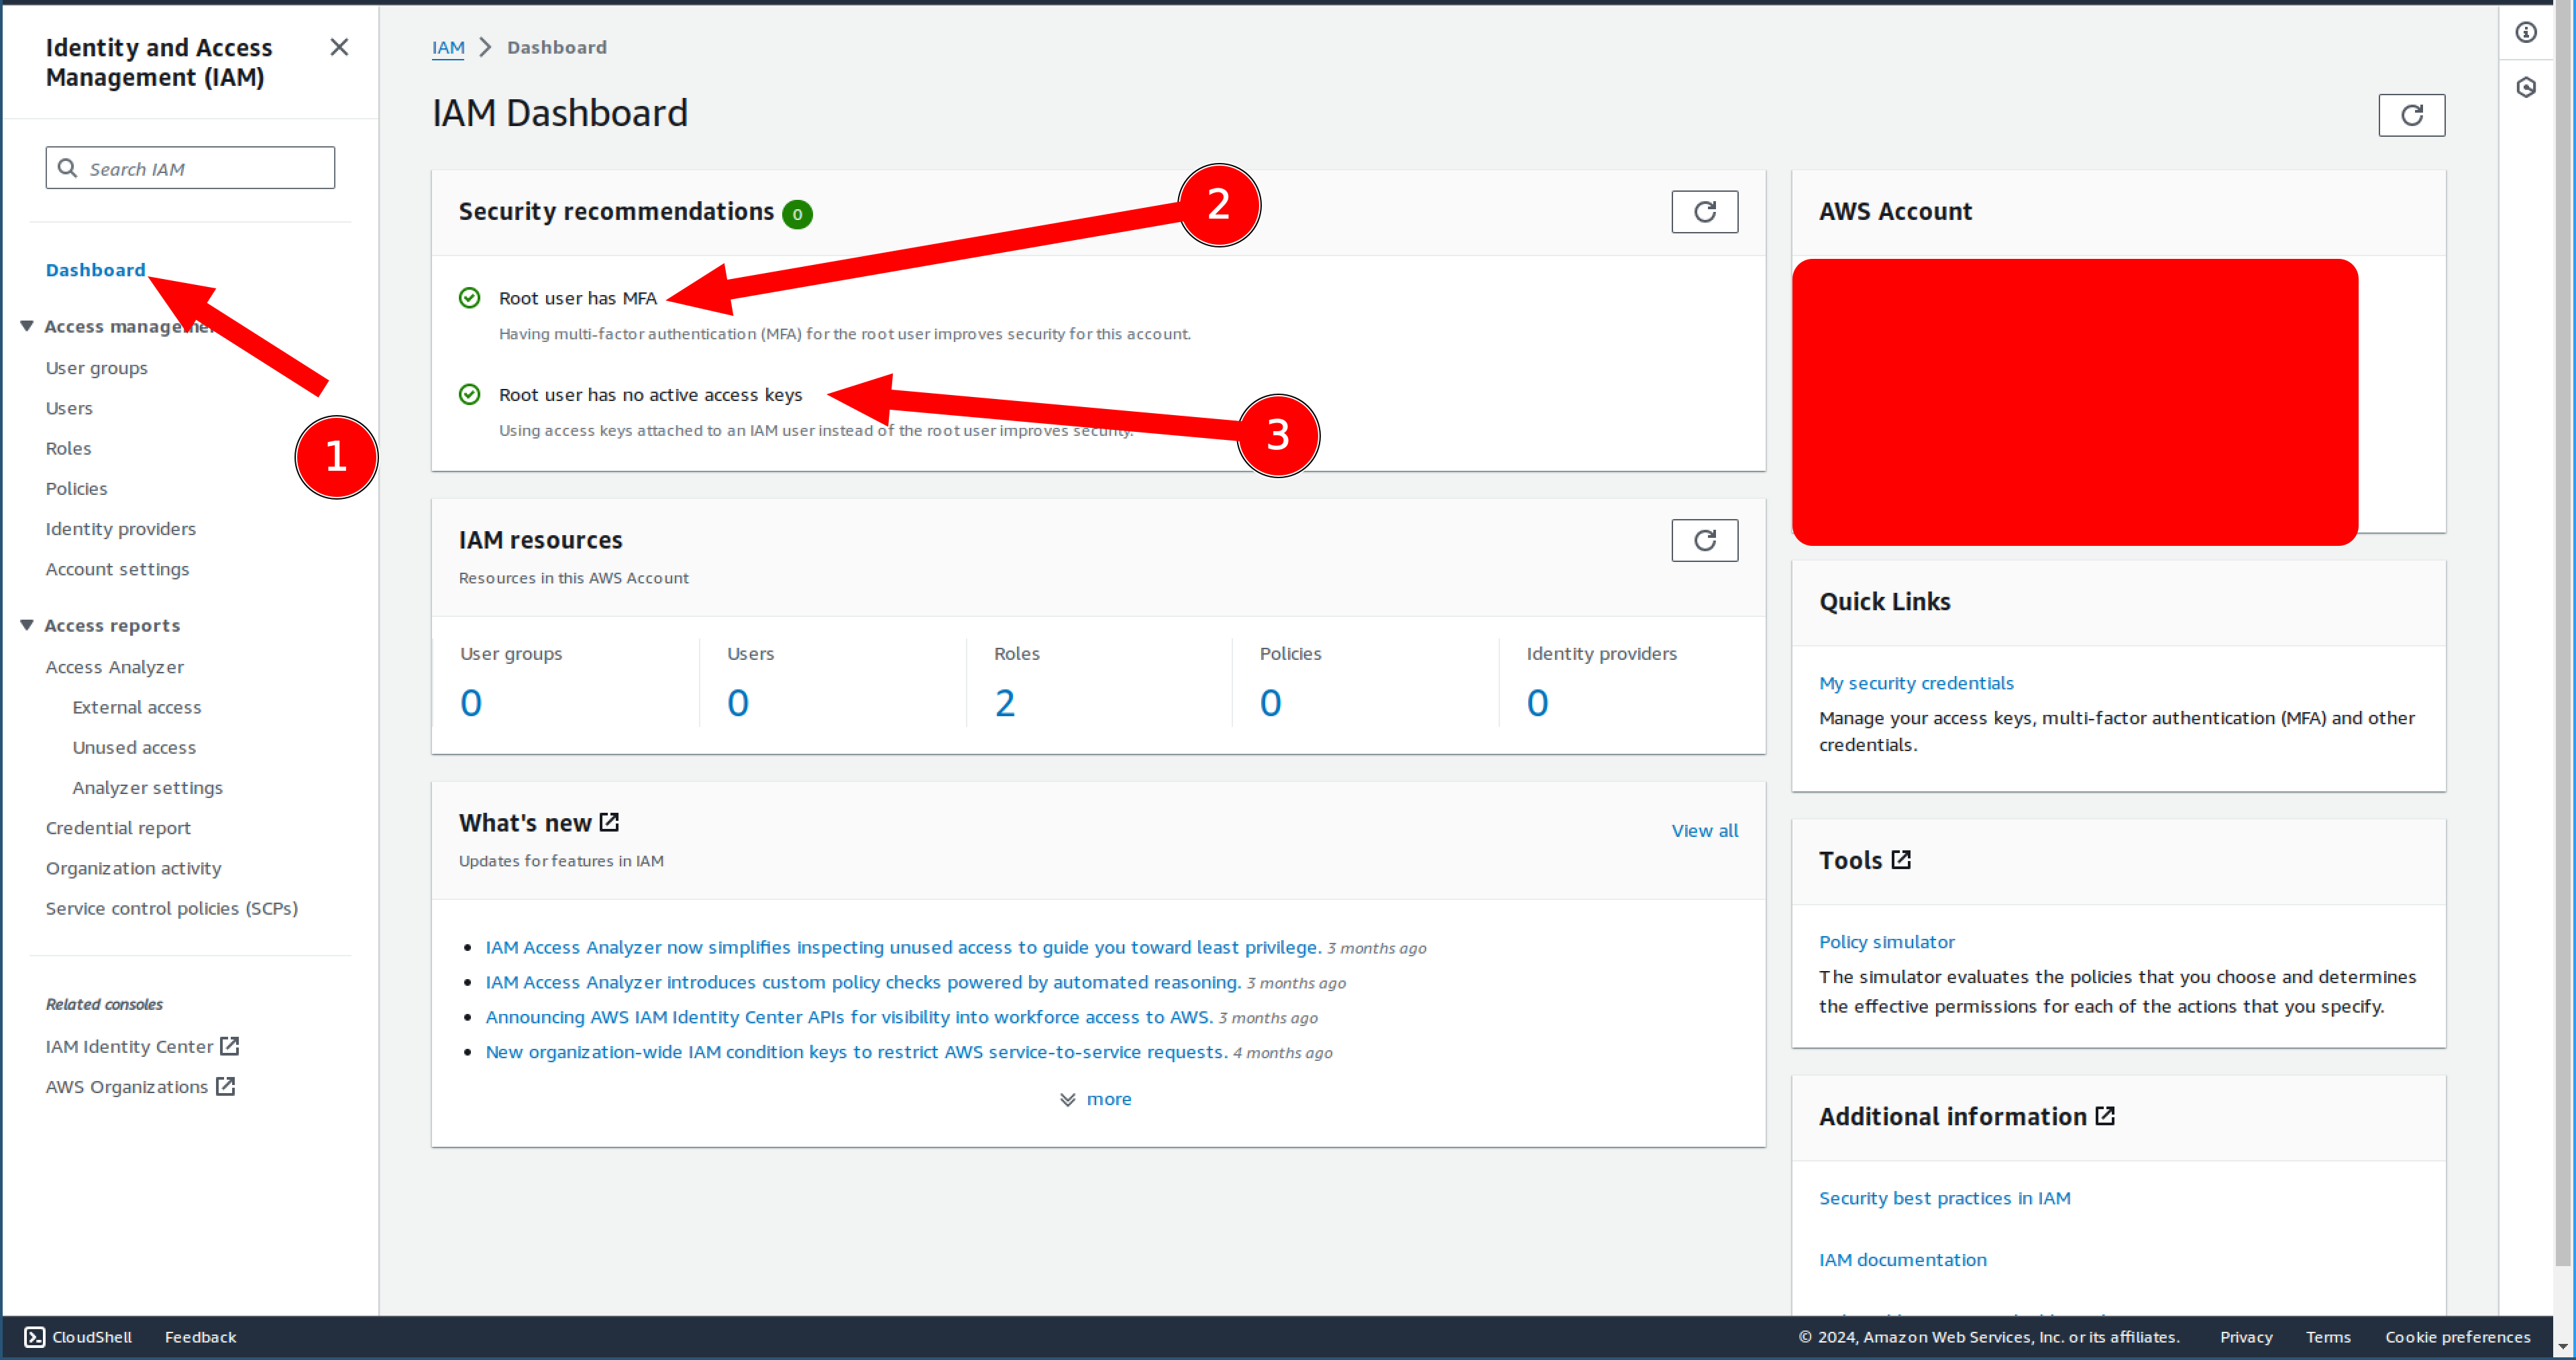 Identity and Access
Management (IAM)
Search IAM
Dashboard
Access manageme
User groups
Users
Roles
Policies
Identity providers
Account settings
Access reports
Access Analyzer
External access
Unused access
Analyzer settings
Credential report
Organization activity
Service control policies (SCPs)
Related consoles
IAM Identity Center
AWS Organizations
1
IAM > Dashboard
IAM Dashboard
Security recommendations 0
2
Root user has MFA
Having multi-factor authentication (MFA) for the root user improves security for this account.
Root user has no active access keys
3
Using access keys attached to an IAM user instead of the root user improves security.
IAM resources
Resources in this AWS Account
User groups
0
Users
0
Roles
2
Policies
0
Identity providers
0
What's new
View all
Updates for features in IAM
IAM Access Analyzer now simplifies inspecting unused access to guide you toward least privilege. 3 months ago
IAM Access Analyzer introduces custom policy checks powered by automated reasoning. 3 months ago
Announcing AWS IAM Identity Center APIs for visibility into workforce access to AWS. 3 months ago
New organization-wide IAM condition keys to restrict AWS service-to-service requests. 4 months ago
more
AWS Account
Quick Links
My security credentials
Manage your access keys, multi-factor authentication (MFA) and other
credentials.
Tools
Policy simulator
The simulator evaluates the policies that you choose and determines
the effective permissions for each of the actions that you specify.
Additional information
Security best practices in IAM
IAM documentation
CloudShell Feedback
© 2024, Amazon Web Services, Inc. or its affiliates. Privacy Terms Cookie preferences